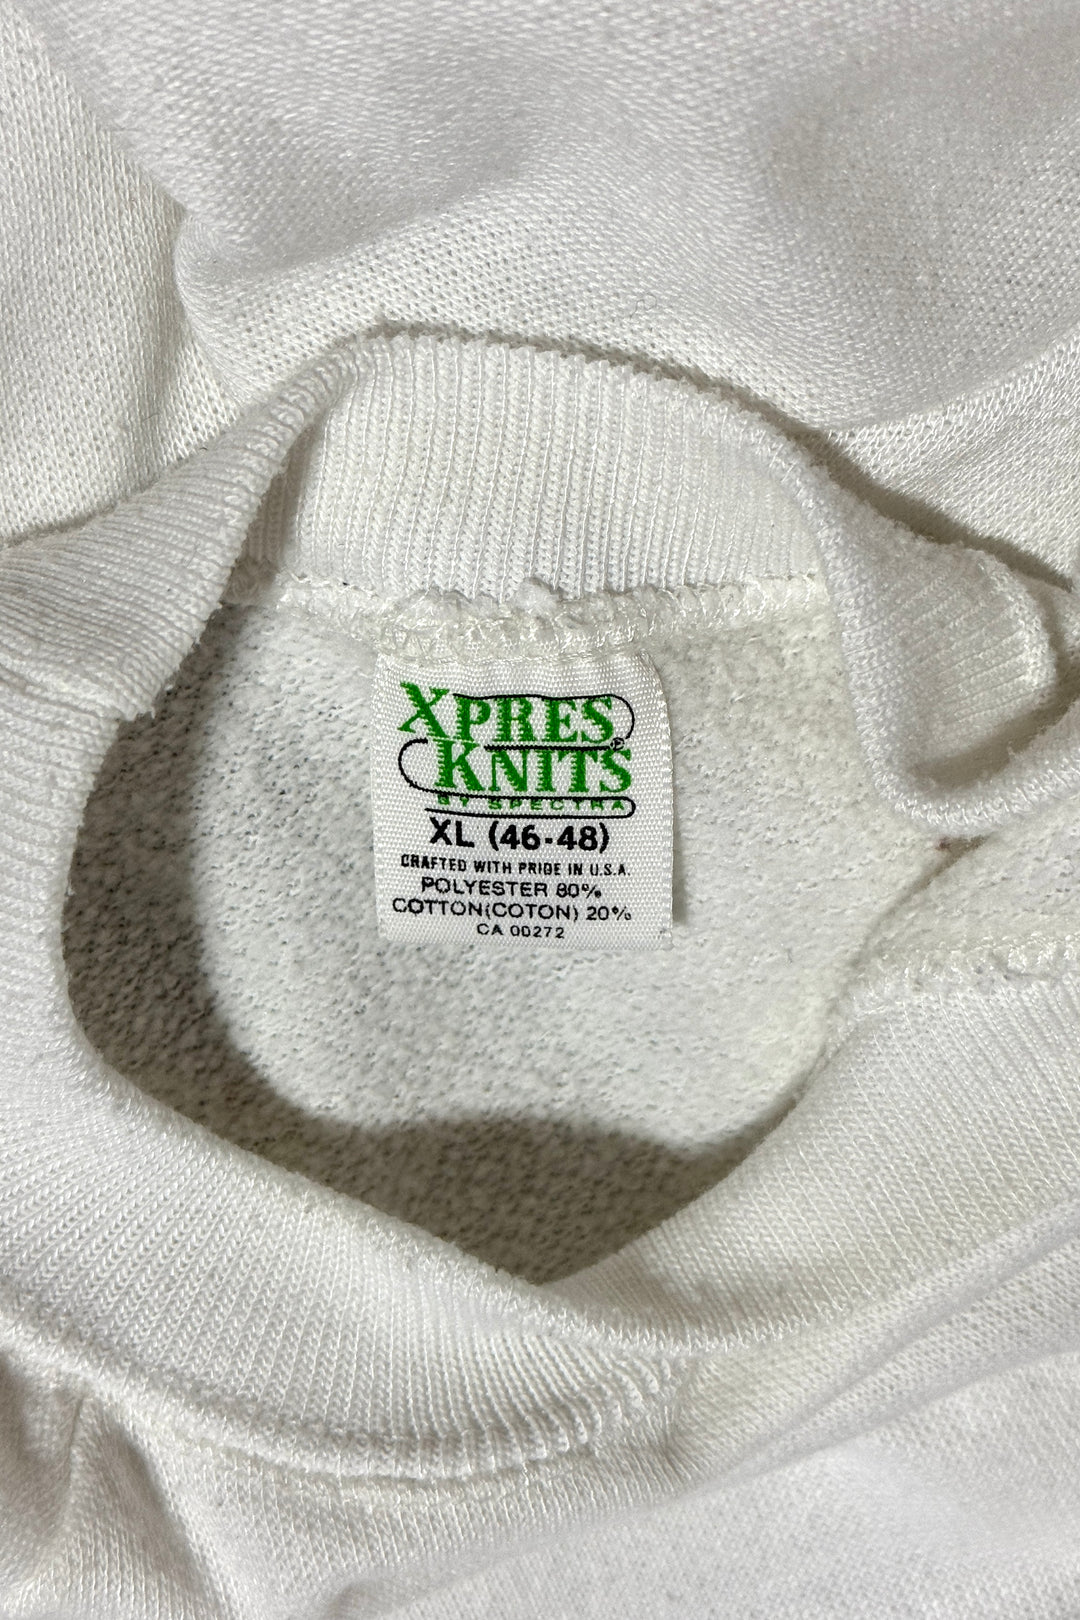 XPRES®
KNITS
BY SPECTRA
XL (46-48)
CRAFTED WITH PRIDE IN U.S.A.
POLYESTER 80%
COTTON(COTON) 20%
CA 00272